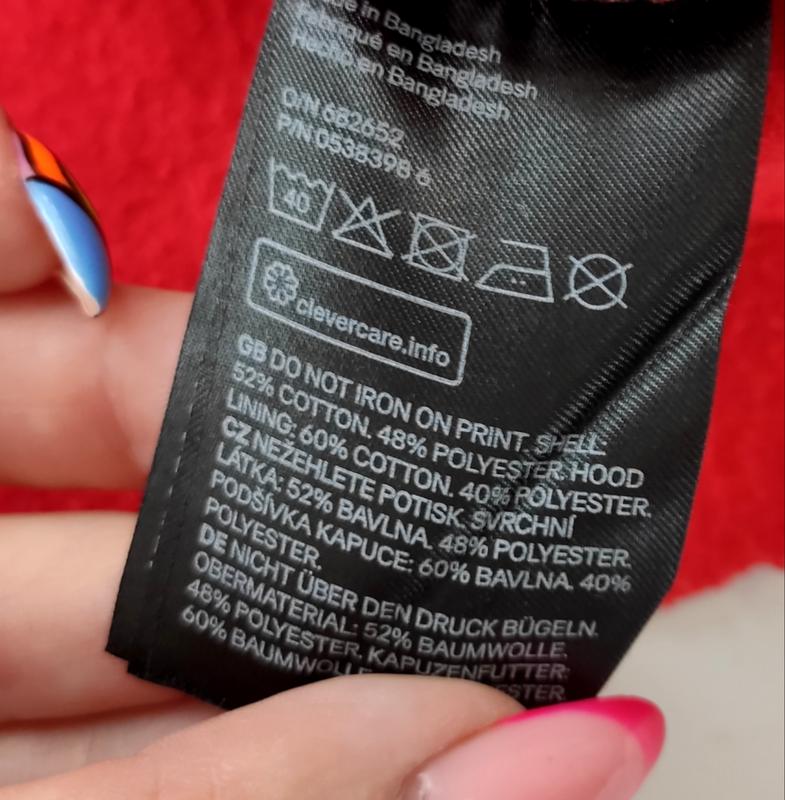 in Bangladesh
Fabriqué en Bangladesh
Hecho en Bangladesh
O/N 682652
P/N 0538398 6
40
clevercare.info
GB DO NOT IRON ON PRINT. SHELL:
52% COTTON. 48% POLYESTER. HOOD
LINING: 60% COTTON. 40% POLYESTER.
CZ NEŽEHLETE POTISK. SVRCHNÍ
LÁTKA: 52% BAVLNA. 48% POLYESTER.
PODŠÍVKA KAPUCE: 60% BAVLNA. 40%
POLYESTER.
DE NICHT ÜBER DEN DRUCK BÜGELN.
OBERMATERIAL: 52% BAUMWOLLE.
48% POLYESTER. KAPUZENFUTTER:
60% BAUMWOLLE